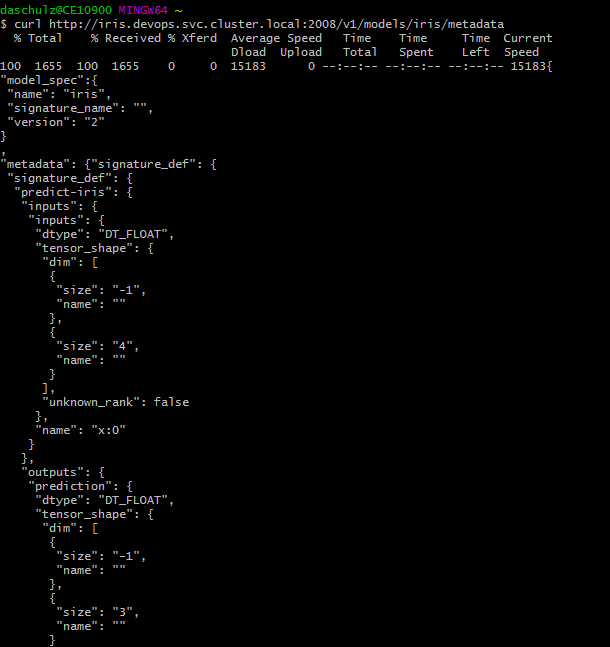 daschulz@CE10900 MINGW64 ~
$ curl http://iris.devops.svc.cluster.local:2008/v1/models/iris/metadata
  % Total    % Received % Xferd  Average Speed   Time    Time     Time  Current
                                 Dload  Upload   Total   Spent    Left  Speed
100  1655  100  1655    0     0  15183      0 --:--:-- --:--:-- --:--:-- 15183{
"model_spec":{
 "name": "iris",
 "signature_name": "",
 "version": "2"
}
,
"metadata": {"signature_def": {
 "signature_def": {
  "predict-iris": {
   "inputs": {
    "inputs": {
     "dtype": "DT_FLOAT",
     "tensor_shape": {
      "dim": [
       {
        "size": "-1",
        "name": ""
       },
       {
        "size": "4",
        "name": ""
       }
      ],
      "unknown_rank": false
     },
     "name": "x:0"
    }
   },
   "outputs": {
    "prediction": {
     "dtype": "DT_FLOAT",
     "tensor_shape": {
      "dim": [
       {
        "size": "-1",
        "name": ""
       },
       {
        "size": "3",
        "name": ""
       }